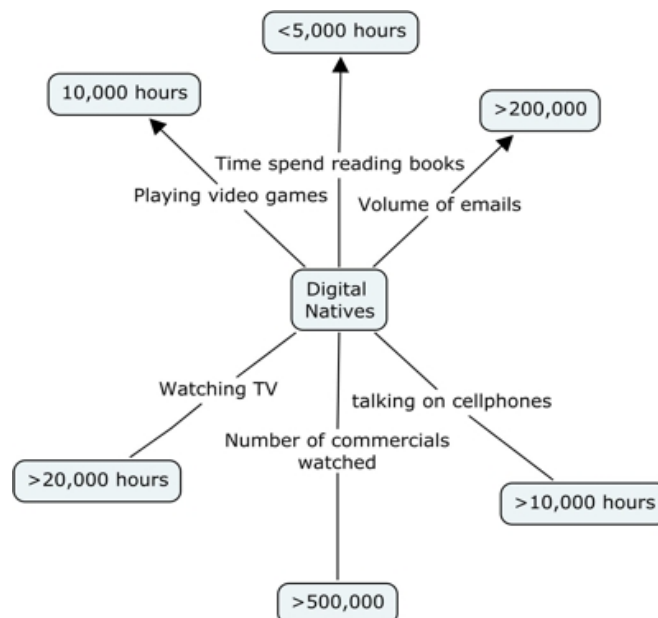 <5,000 hours
10,000 hours
>200,000
Time spend reading books
Playing video games
Volume of emails
Digital
Natives
Watching TV
talking on cellphones
Number of commercials
watched
>20,000 hours
>10,000 hours
>500,000